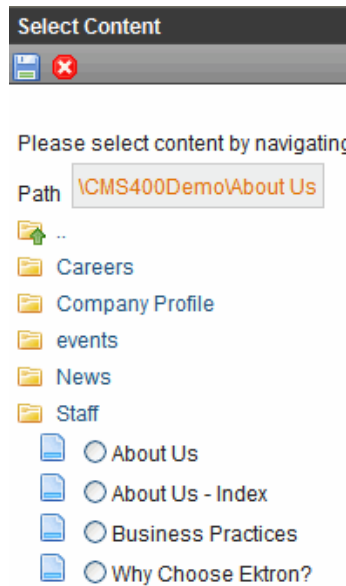 Select Content
Please select content by navigating
Path \CMS400Demo\About Us
..
Careers
Company Profile
events
News
Staff
About Us
About Us - Index
Business Practices
Why Choose Ektron?